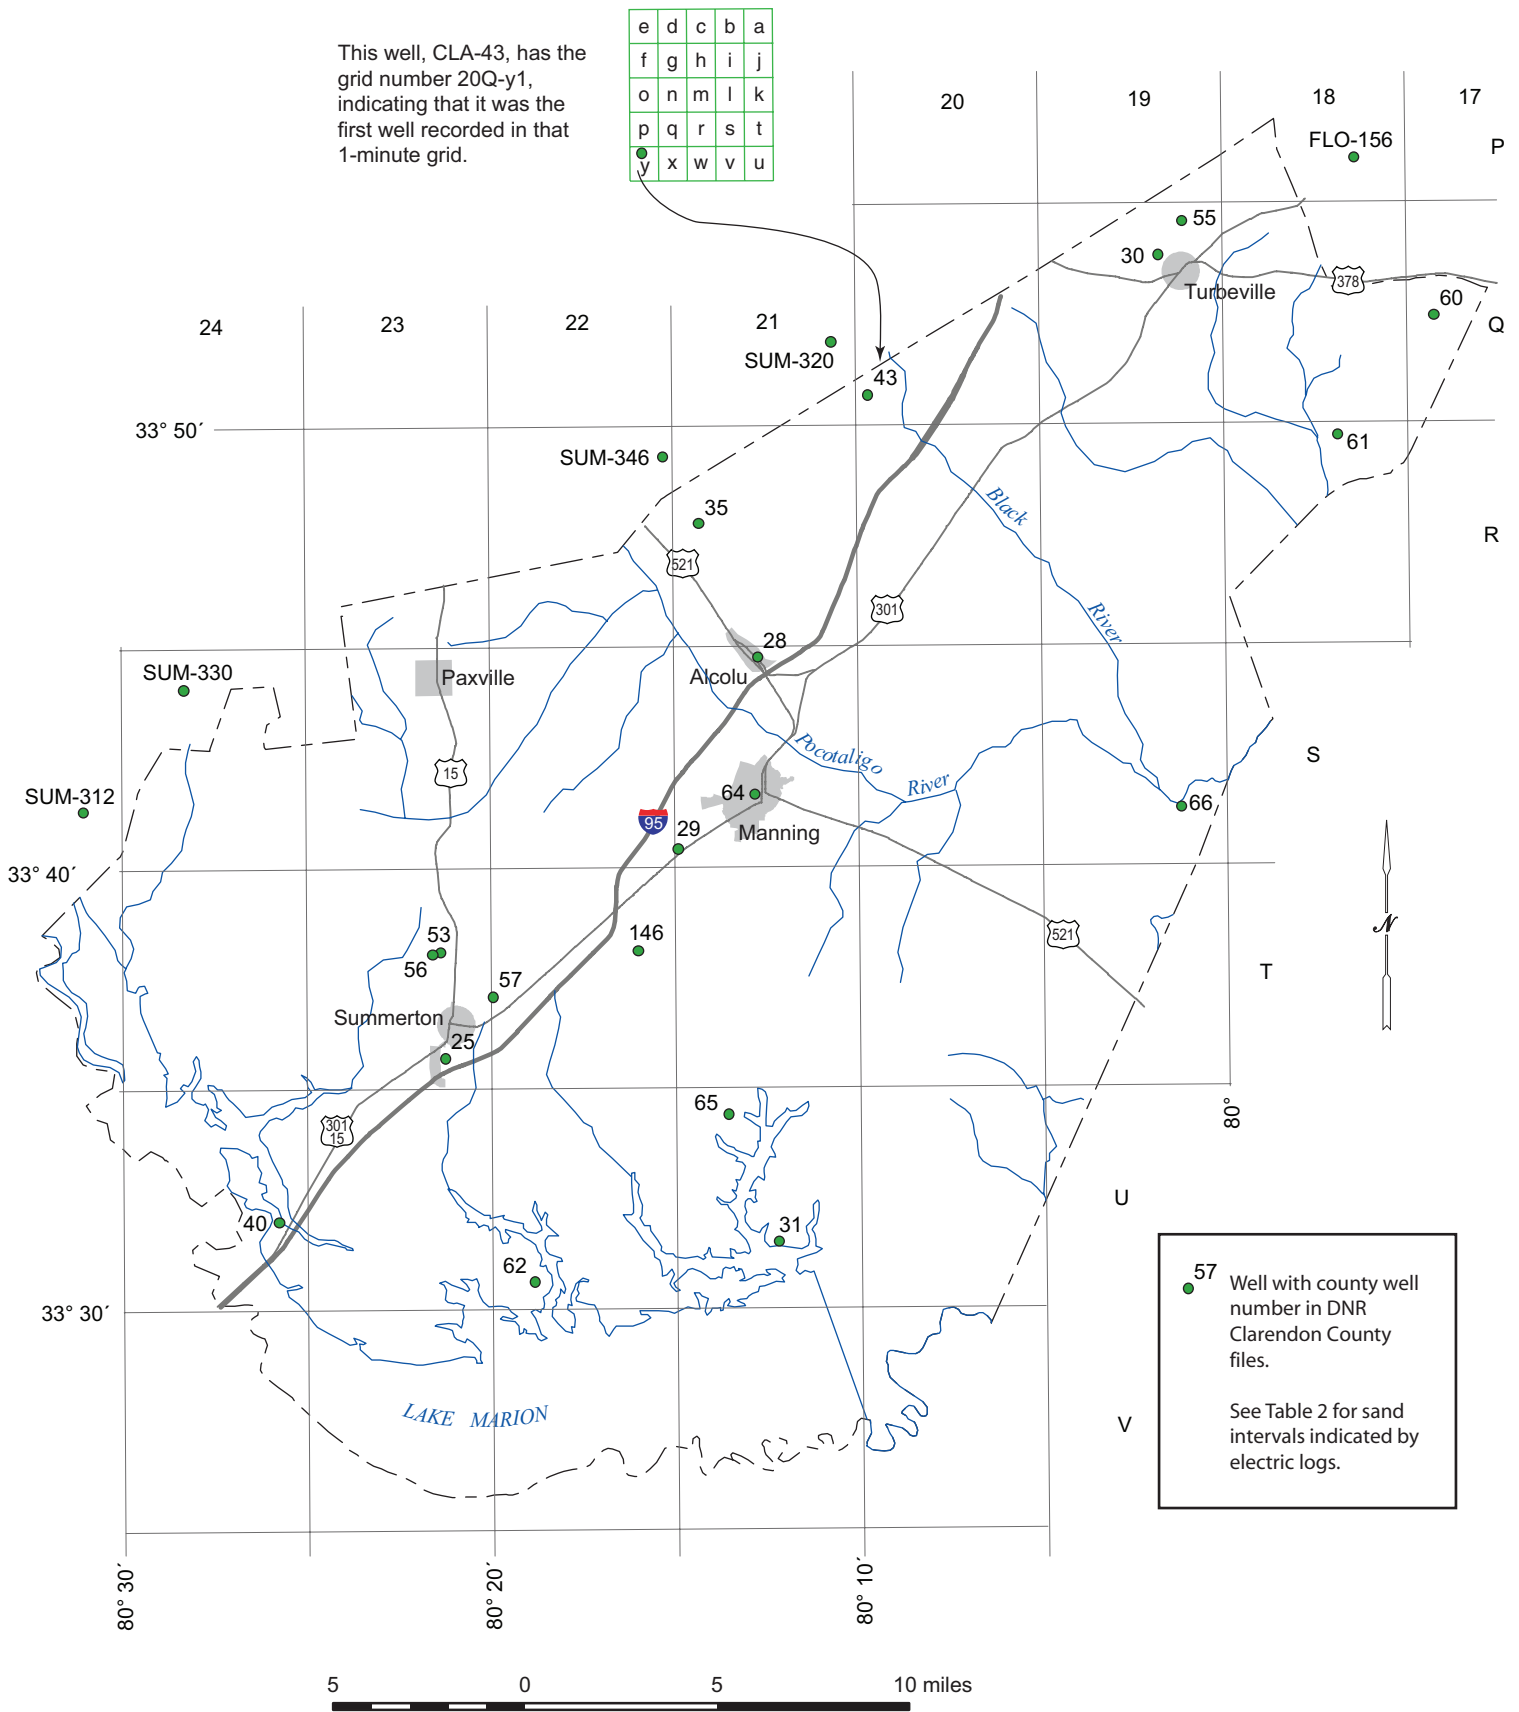 This well, CLA-43, has the
grid number 20Q-y1,
indicating that it was the
first well recorded in that
1-minute grid.
e d c b a
f g h i j
o n m l k
p q r s t
y x w v u
20 19 18 17
FLO-156
P
55
30
Turbeville
378
60
Q
24 23 22 21
SUM-320
43
33° 50´
61
SUM-346
35
Black
R
521
301
River
28
SUM-330
Paxville
Alcolu
15
Pocotaligo
River
S
SUM-312
64
66
95
29
Manning
33° 40´
53
56
146
521
N
T
57
Summerton
25
65
80°
301
15
U
40
31
62
33° 30´
57
Well with county well
number in DNR
Clarendon County
files.
See Table 2 for sand
intervals indicated by
electric logs.
LAKE MARION
V
80° 30´
80° 20´
80° 10´
5 0 5 10 miles